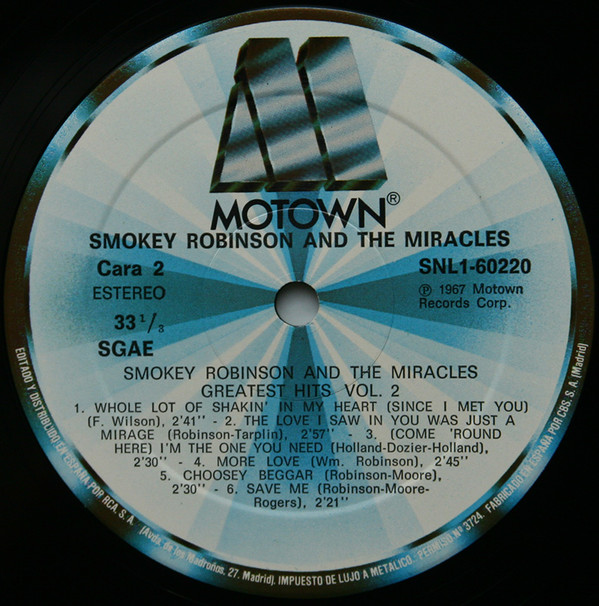 MOTOWN®
SMOKEY ROBINSON AND THE MIRACLES
Cara 2
SNL1-60220
ESTEREO
℗ 1967 Motown
Records Corp.
33 1/3
SGAE
SMOKEY ROBINSON AND THE MIRACLES
GREATEST HITS VOL. 2
1. WHOLE LOT OF SHAKIN' IN MY HEART (SINCE I MET YOU)
(F. Wilson), 2'41'' - 2. THE LOVE I SAW IN YOU WAS JUST A
MIRAGE (Robinson-Tarplin), 2'57'' - 3. (COME 'ROUND
HERE) I'M THE ONE YOU NEED (Holland-Dozier-Holland),
2'30'' - 4. MORE LOVE (Wm. Robinson), 2'45''
5. CHOOSEY BEGGAR (Robinson-Moore),
2'30'' - 6. SAVE ME (Robinson-Moore-
Rogers), 2'21''
EDITADO Y DISTRIBUIDO EN ESPAÑA POR RCA, S. A. (Avda. de los Madroños, 27. Madrid). IMPUESTO DE LUJO A METALICO. PERMISO Nº 3724. FABRICADO EN ESPAÑA POR CBS. S. A. (Madrid)